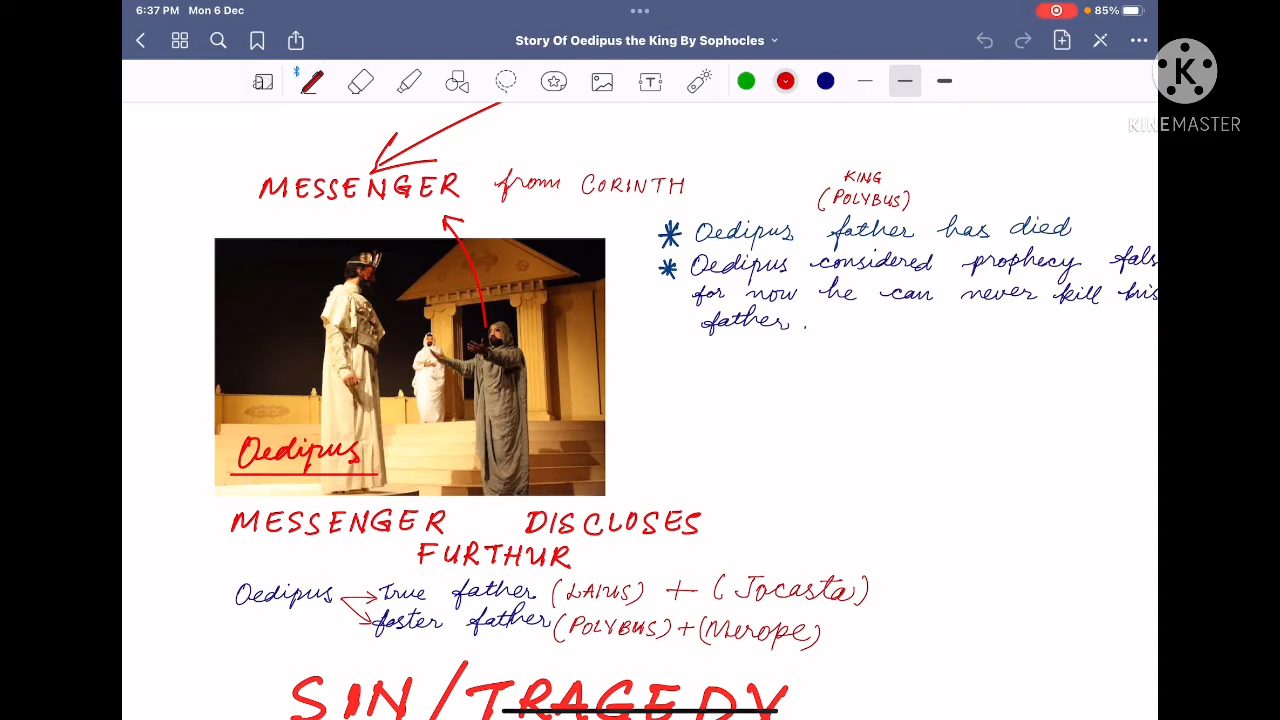 6:37 PM Mon 6 Dec
85%
Story Of Oedipus the King By Sophocles
K
KINEMASTER
MESSENGER from CORINTH
KING
(POLYBUS)
* Oedipus father has died
* Oedipus considered prophecy fals
for now he can never kill his
father.
Oedipus
MESSENGER DISCLOSES
FURTHUR
Oedipus True father (LAIUS) + (Jocasta)
foster father (POLYBUS) + (Merope)
SIN/TRAGEDY